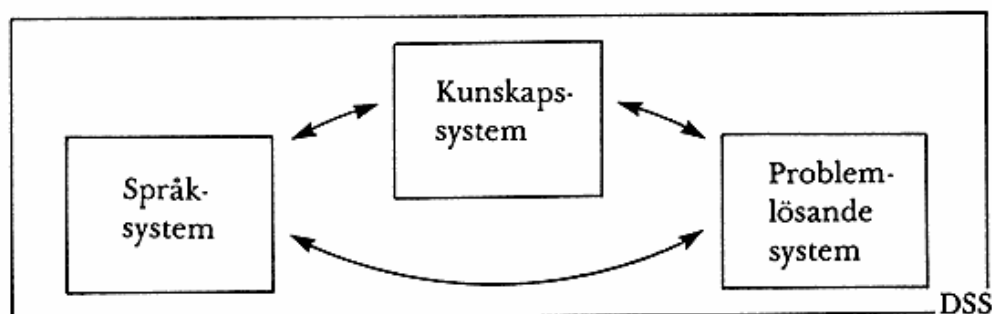 Kunskaps-
system
Språk-
system
Problem-
lösande
system
DSS